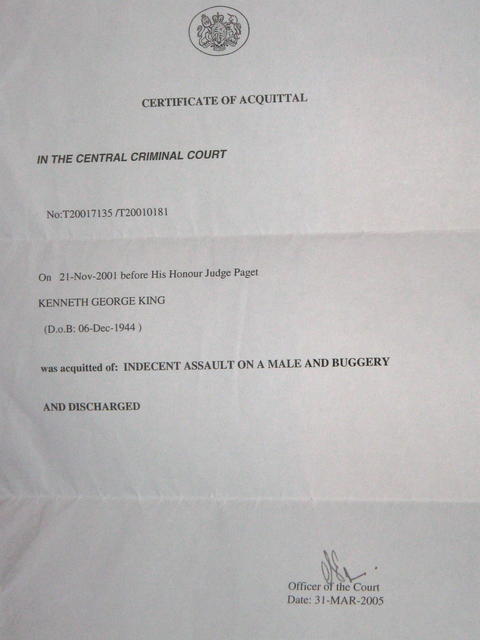 CERTIFICATE OF ACQUITTAL
IN THE CENTRAL CRIMINAL COURT
No:T20017135 /T20010181
On 21-Nov-2001 before His Honour Judge Paget
KENNETH GEORGE KING
(D.o.B: 06-Dec-1944 )
was acquitted of: INDECENT ASSAULT ON A MALE AND BUGGERY
AND DISCHARGED
Officer of the Court
Date: 31-MAR-2005